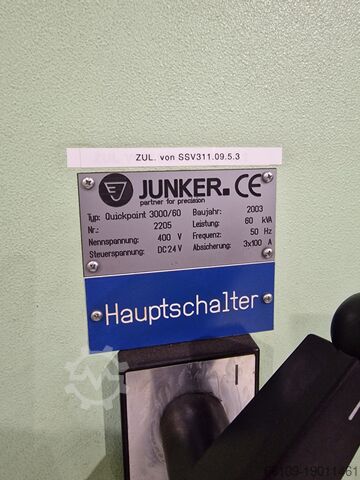 ZUL. von SSV311.09.5.3
JUNKER. CE
partner for precision
Typ: Quickpoint 3000/60 Baujahr: 2003
Nr.: 2205 Leistung: 60 kVA
Nennspannung: 400 V Frequenz: 50 Hz
Steuerspannung: DC24V Absicherung: 3x100 A
Hauptschalter
I